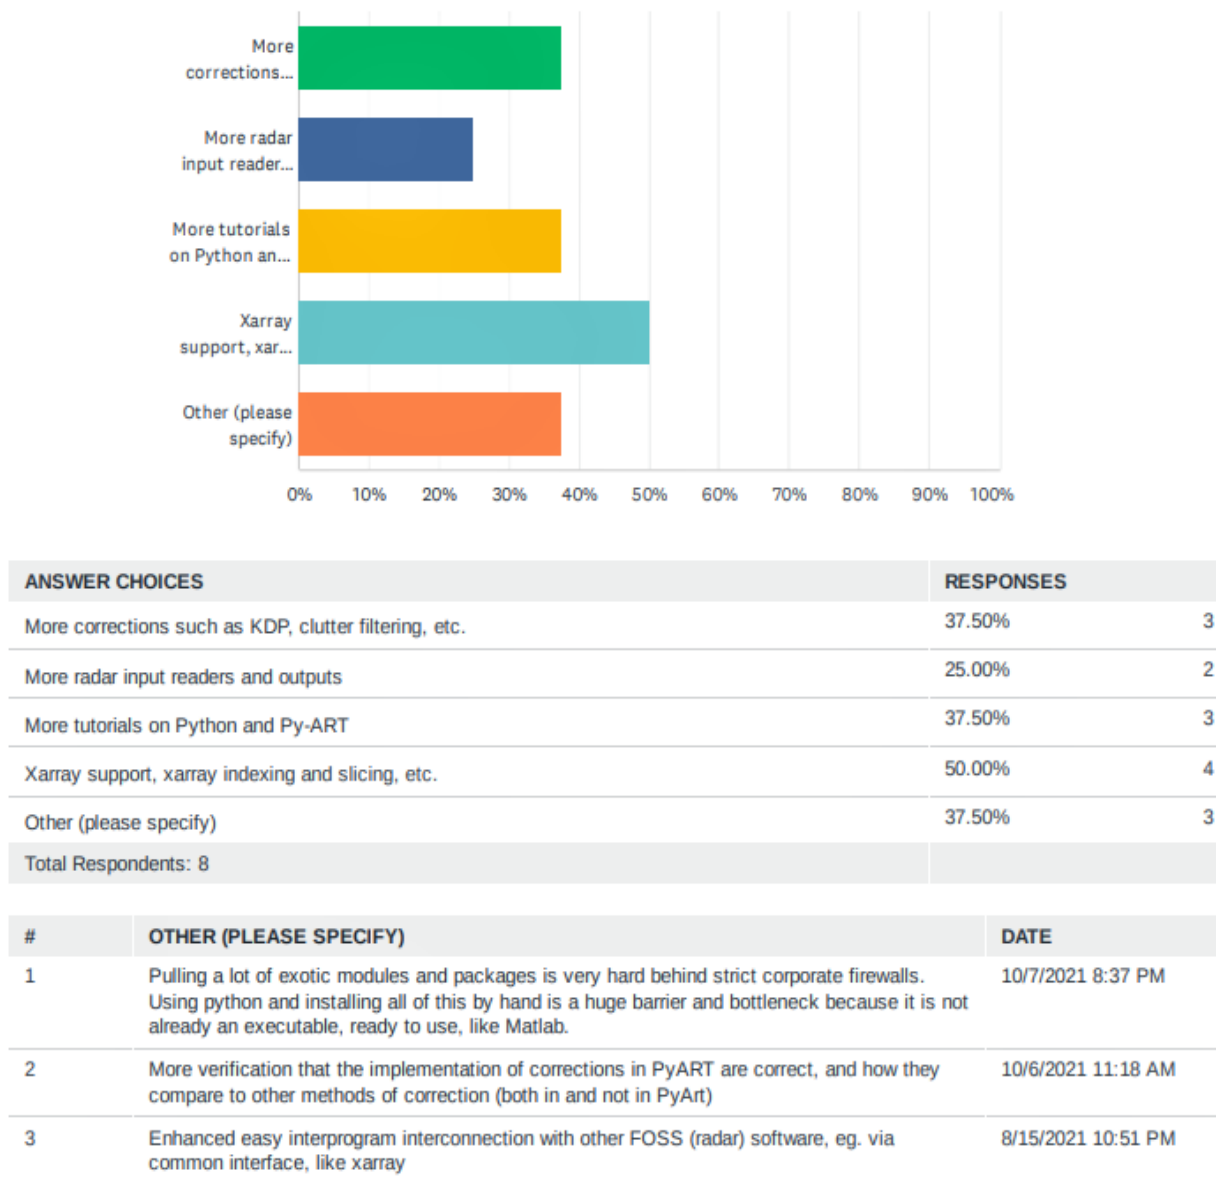 More
corrections...
More radar
input reader...
More tutorials
on Python an...
Xarray
support, xar...
Other (please
specify)
0% 10% 20% 30% 40% 50% 60% 70% 80% 90% 100%
ANSWER CHOICES RESPONSES
More corrections such as KDP, clutter filtering, etc. 37.50% 3
More radar input readers and outputs 25.00% 2
More tutorials on Python and Py-ART 37.50% 3
Xarray support, xarray indexing and slicing, etc. 50.00% 4
Other (please specify) 37.50% 3
Total Respondents: 8
# OTHER (PLEASE SPECIFY) DATE
1 Pulling a lot of exotic modules and packages is very hard behind strict corporate firewalls. 10/7/2021 8:37 PM
Using python and installing all of this by hand is a huge barrier and bottleneck because it is not
already an executable, ready to use, like Matlab.
2 More verification that the implementation of corrections in PyART are correct, and how they 10/6/2021 11:18 AM
compare to other methods of correction (both in and not in PyArt)
3 Enhanced easy interprogram interconnection with other FOSS (radar) software, eg. via 8/15/2021 10:51 PM
common interface, like xarray